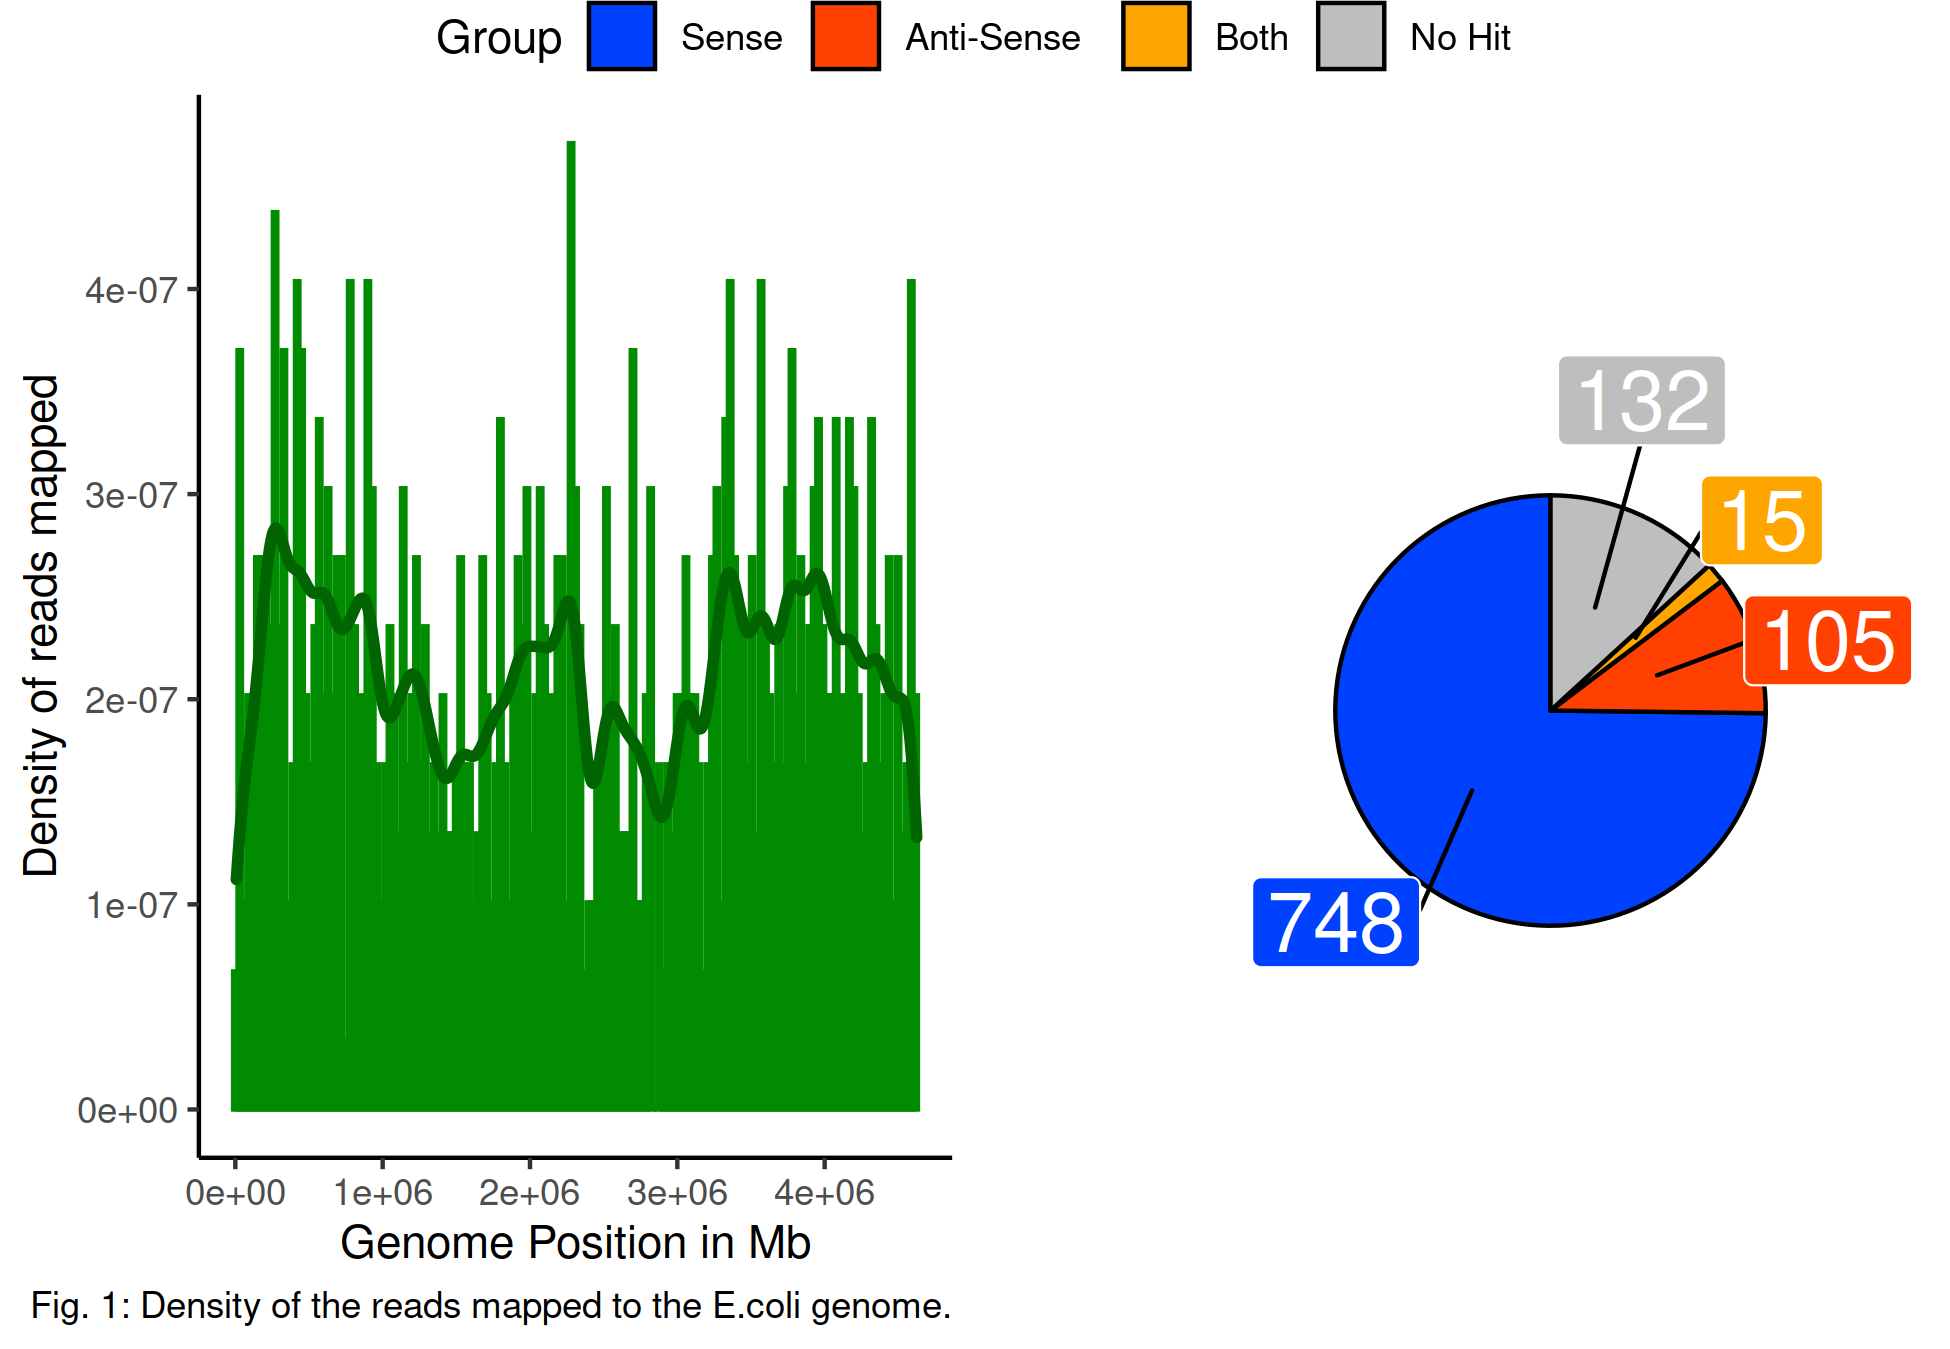 Group Sense Anti-Sense Both No Hit
Density of reads mapped
4e-07
3e-07
2e-07
1e-07
0e+00
0e+00 1e+06 2e+06 3e+06 4e+06
Genome Position in Mb
132
15
105
748
Fig. 1: Density of the reads mapped to the E.coli genome.